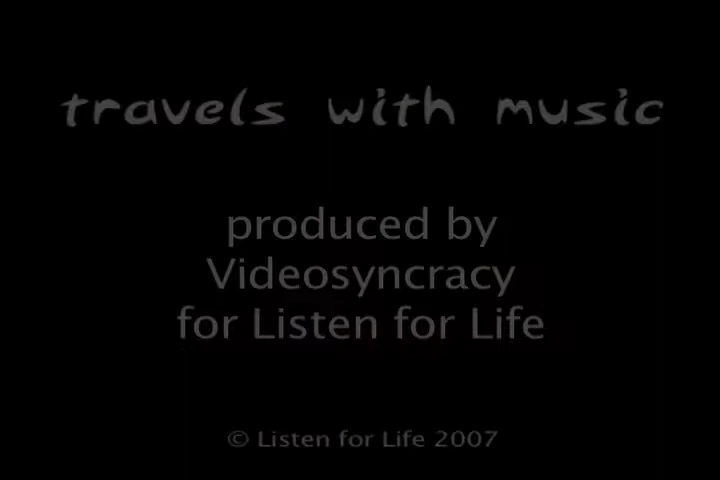 travels with music
produced by
Videosyncracy
for Listen for Life
© Listen for Life 2007